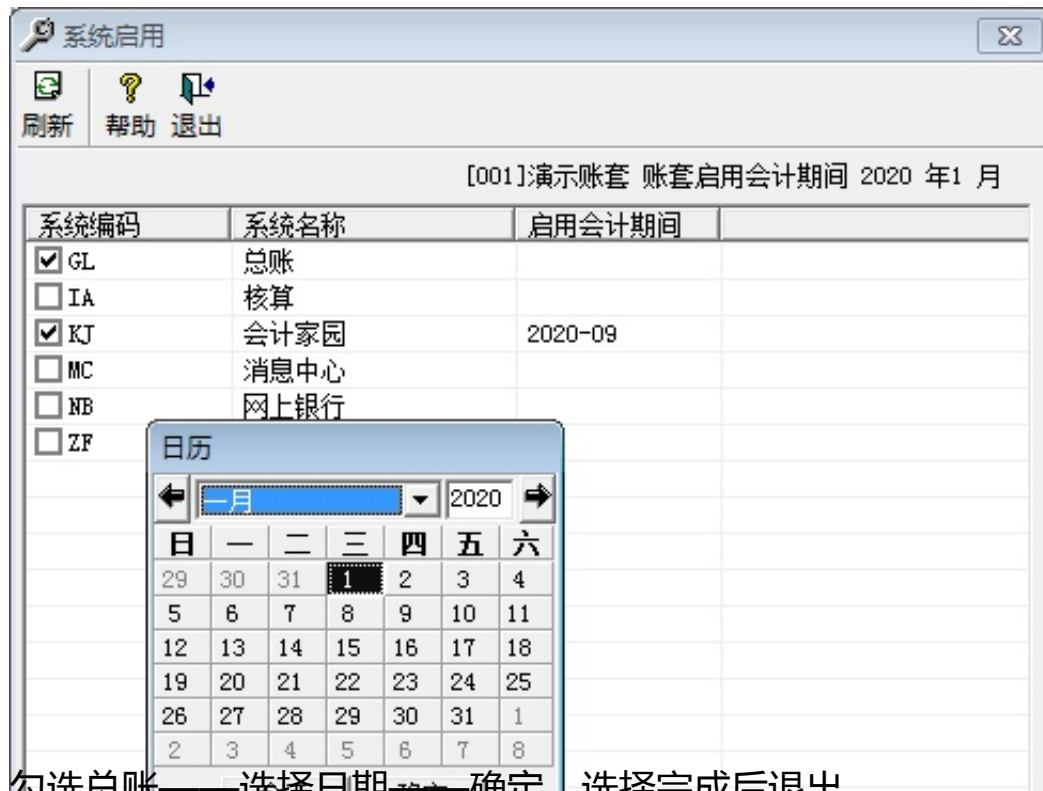 系统启用
刷新 帮助 退出
[001]演示账套 账套启用会计期间 2020 年1 月
系统编码 系统名称 启用会计期间
GL 总账
IA 核算
KJ 会计家园 2020-09
MC 消息中心
NB 网上银行
ZF
日历
一月 2020
日 一 二 三 四 五 六
29 30 31 1 2 3 4
5 6 7 8 9 10 11
12 13 14 15 16 17 18
19 20 21 22 23 24 25
26 27 28 29 30 31 1
2 3 4 5 6 7 8
勾选总账——选择日期——确定 选择完成后退出